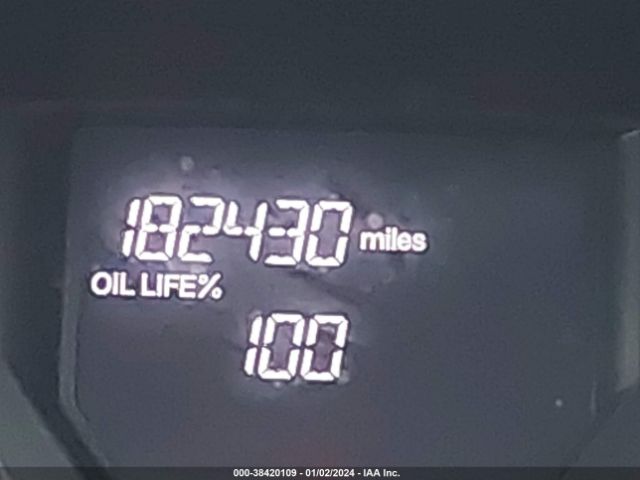 182430 miles
OIL LIFE%
100
000-38420109 - 01/02/2024 - IAA Inc.